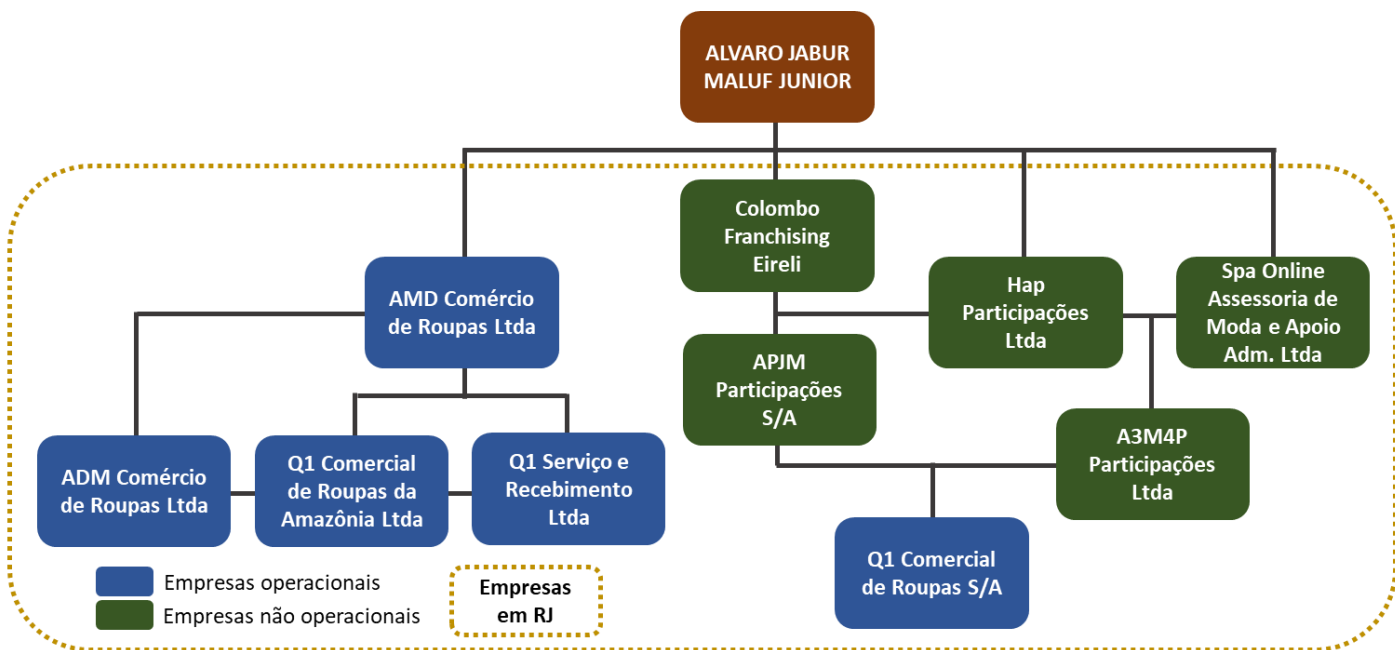 ALVARO JABUR
MALUF JUNIOR
Colombo
Franchising
Eireli
AMD Comércio
de Roupas Ltda
Hap
Participações
Ltda
Spa Online
Assessoria de
Moda e Apoio
Adm. Ltda
APJM
Participações
S/A
ADM Comércio
de Roupas Ltda
Q1 Comercial
de Roupas da
Amazônia Ltda
Q1 Serviço e
Recebimento
Ltda
A3M4P
Participações
Ltda
Q1 Comercial
de Roupas S/A
Empresas operacionais
Empresas não operacionais
Empresas
em RJ